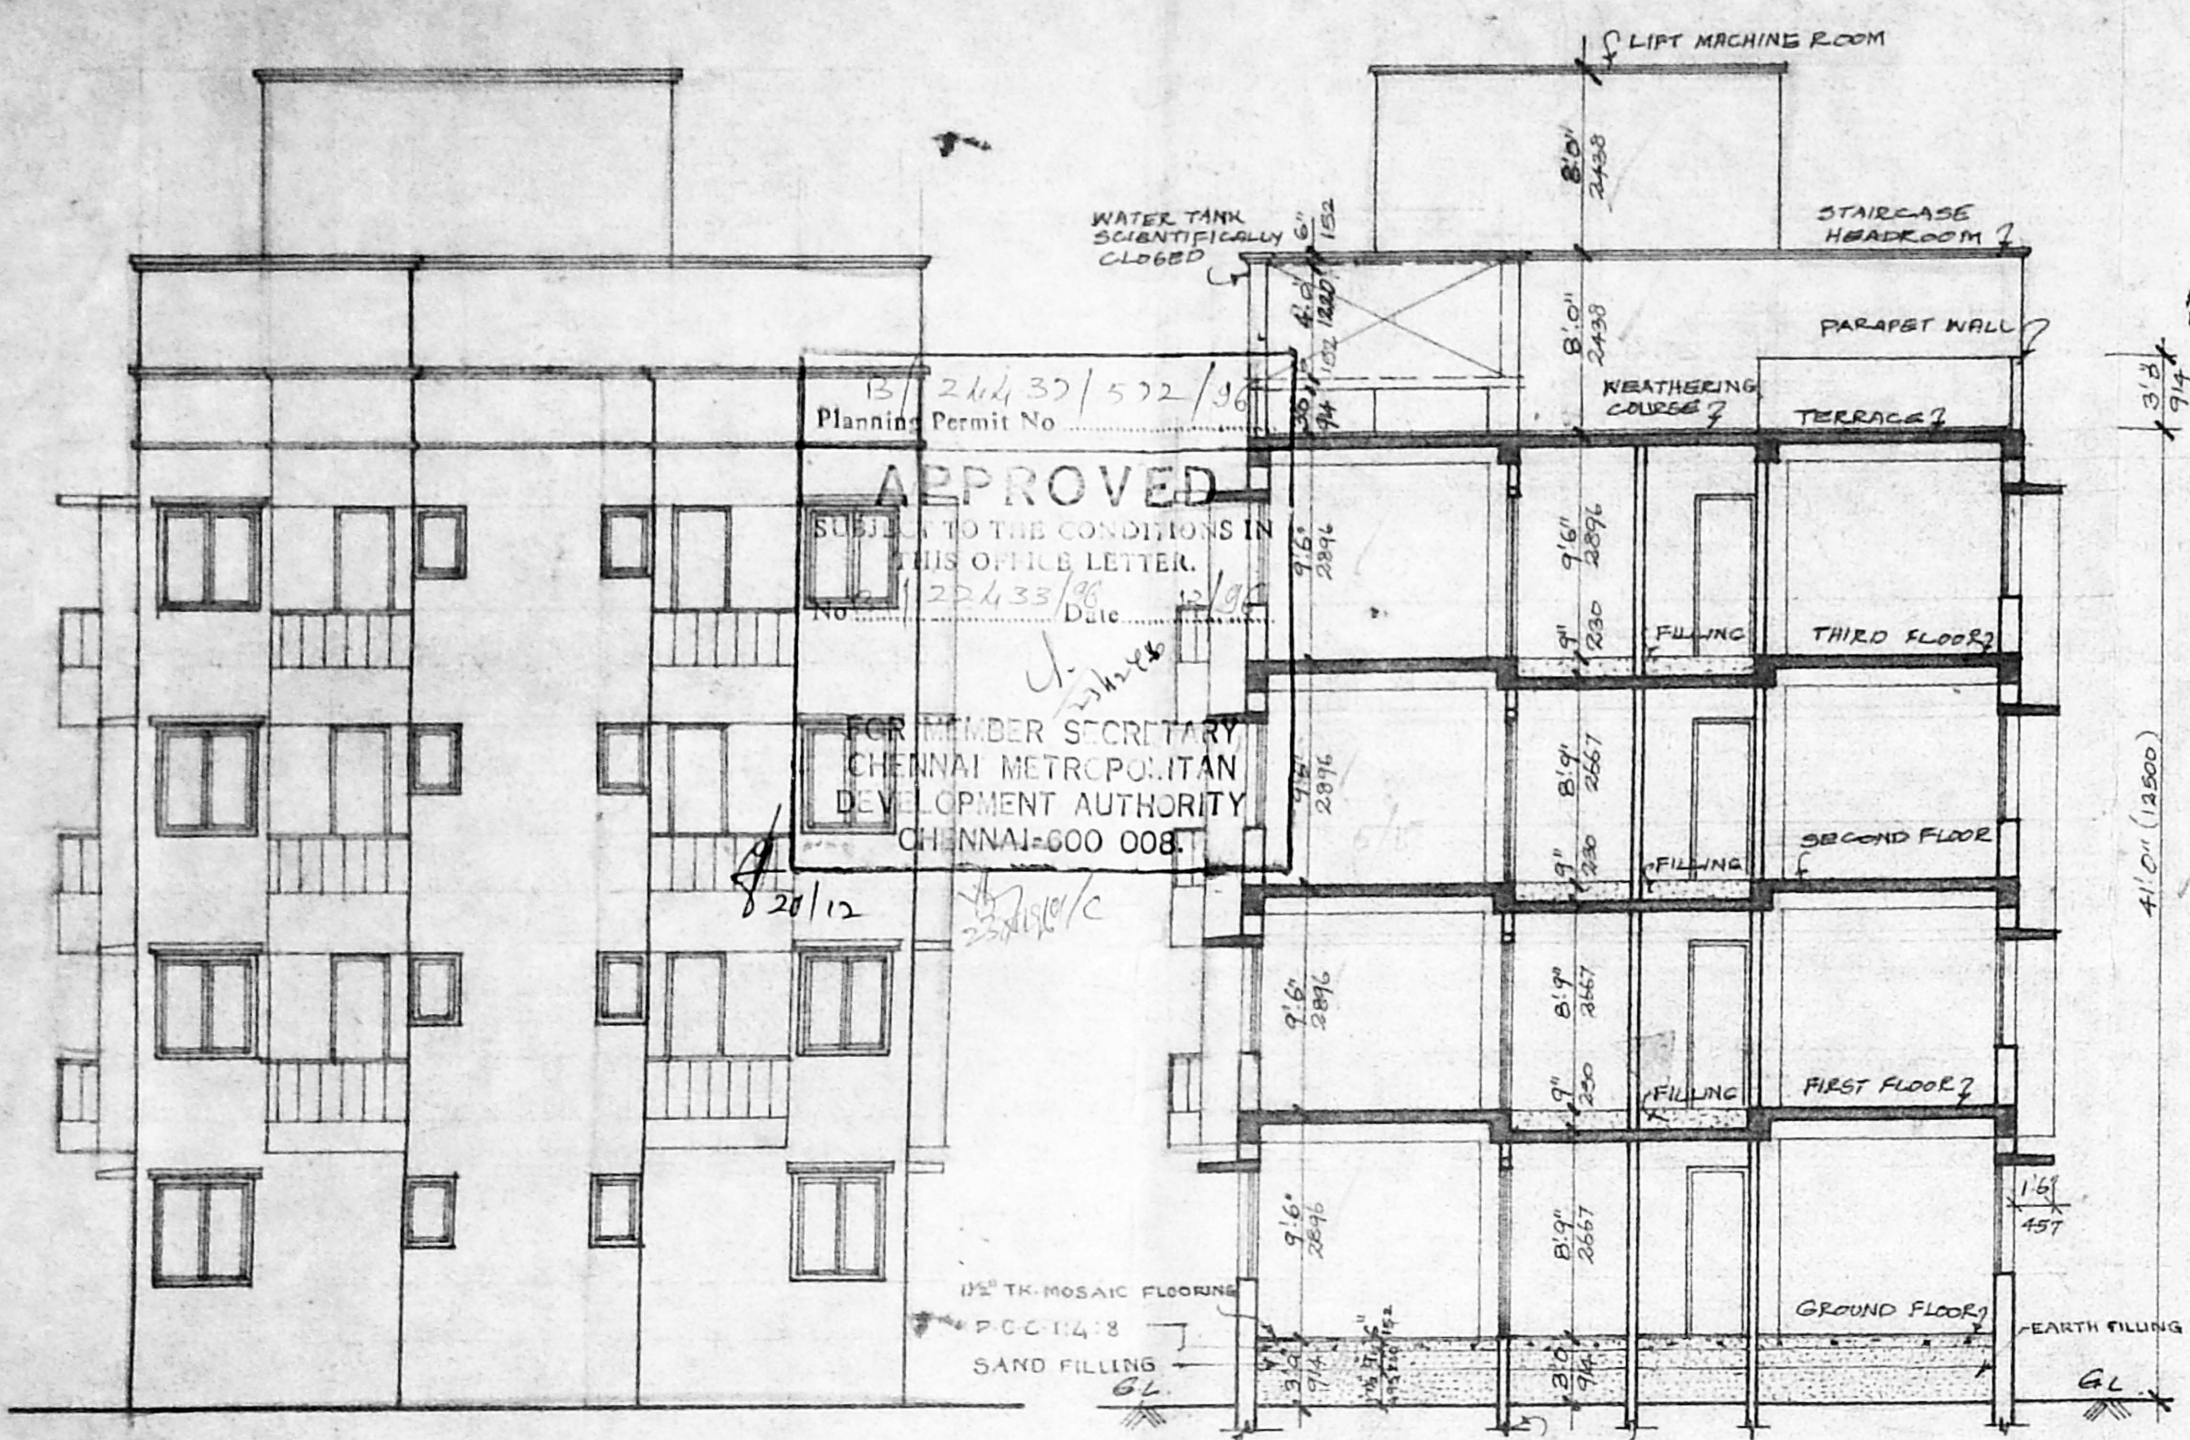 LIFT MACHINE ROOM
8'.0"
2438
WATER TANK
SCIENTIFICALLY
CLOSED
6"
152
STAIRCASE
HEADROOM
4'.0"
1220
152
8'.0"
2438
PARAPET WALL
3'.0"
914
WEATHERING
COURSE
TERRACE
914
Planning Permit No
APPROVED
SUBJECT TO THE CONDITIONS IN
THIS OFFICE LETTER.
No Date
FOR MEMBER SECRETARY
CHENNAI METROPOLITAN
DEVELOPMENT AUTHORITY
CHENNAI-600 008.
20/12
9'.6"
2896
9'.6"
2896
9"
230
FILLING
THIRD FLOOR
9'.6"
2896
8'.9"
2667
9"
230
FILLING
SECOND FLOOR
41'.0" (12500)
9'.6"
2896
8'.9"
2667
9"
230
FILLING
FIRST FLOOR
9'.6"
2896
8'.9"
2667
1'.6"
457
1½" TK. MOSAIC FLOORING
P.C.C. 1:4:8
SAND FILLING
G.L.
GROUND FLOOR
EARTH FILLING
3'.0"
914
3'.0"
914
GL